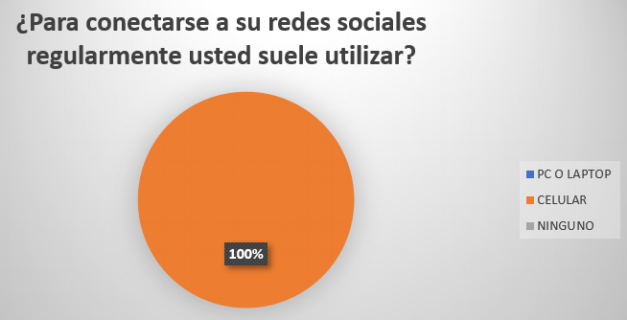 ¿Para conectarse a su redes sociales
regularmente usted suele utilizar?
100%
PC O LAPTOP
CELULAR
NINGUNO